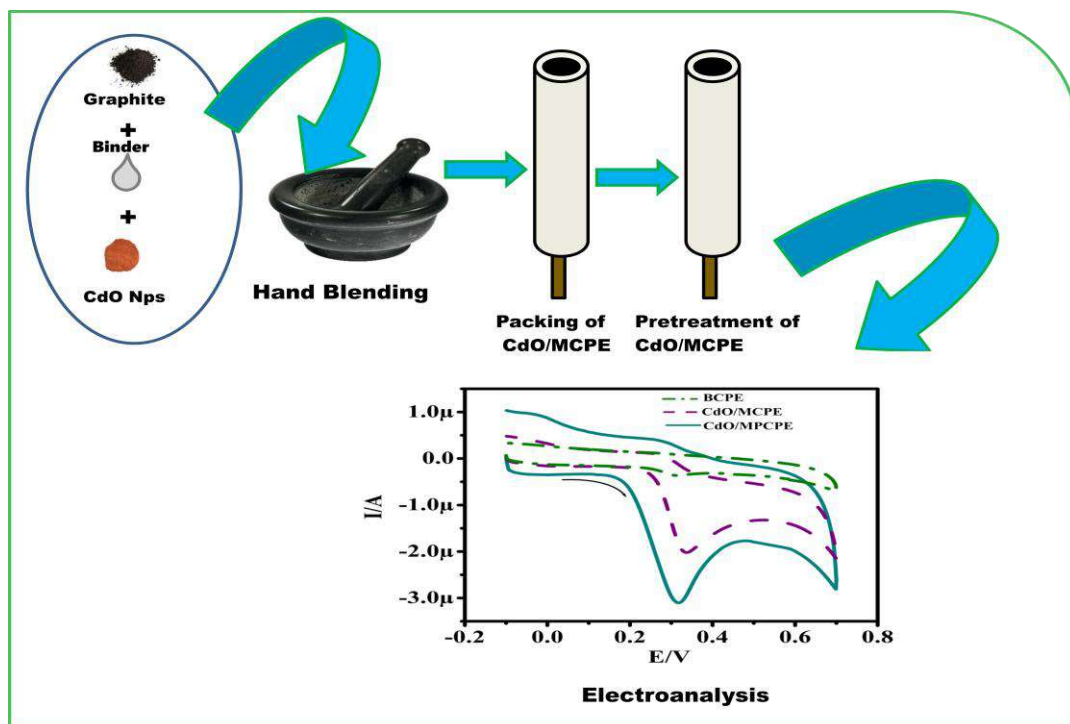 Graphite
+
Binder
+
CdO Nps
Hand Blending
Packing of
CdO/MCPE
Pretreatment of
CdO/MCPE
BCPE
CdO/MCPE
CdO/MPCPE
1.0μ
0.0
-1.0μ
-2.0μ
-3.0μ
I/A
-0.2
0.0
0.2
0.4
0.6
0.8
E/V
Electroanalysis